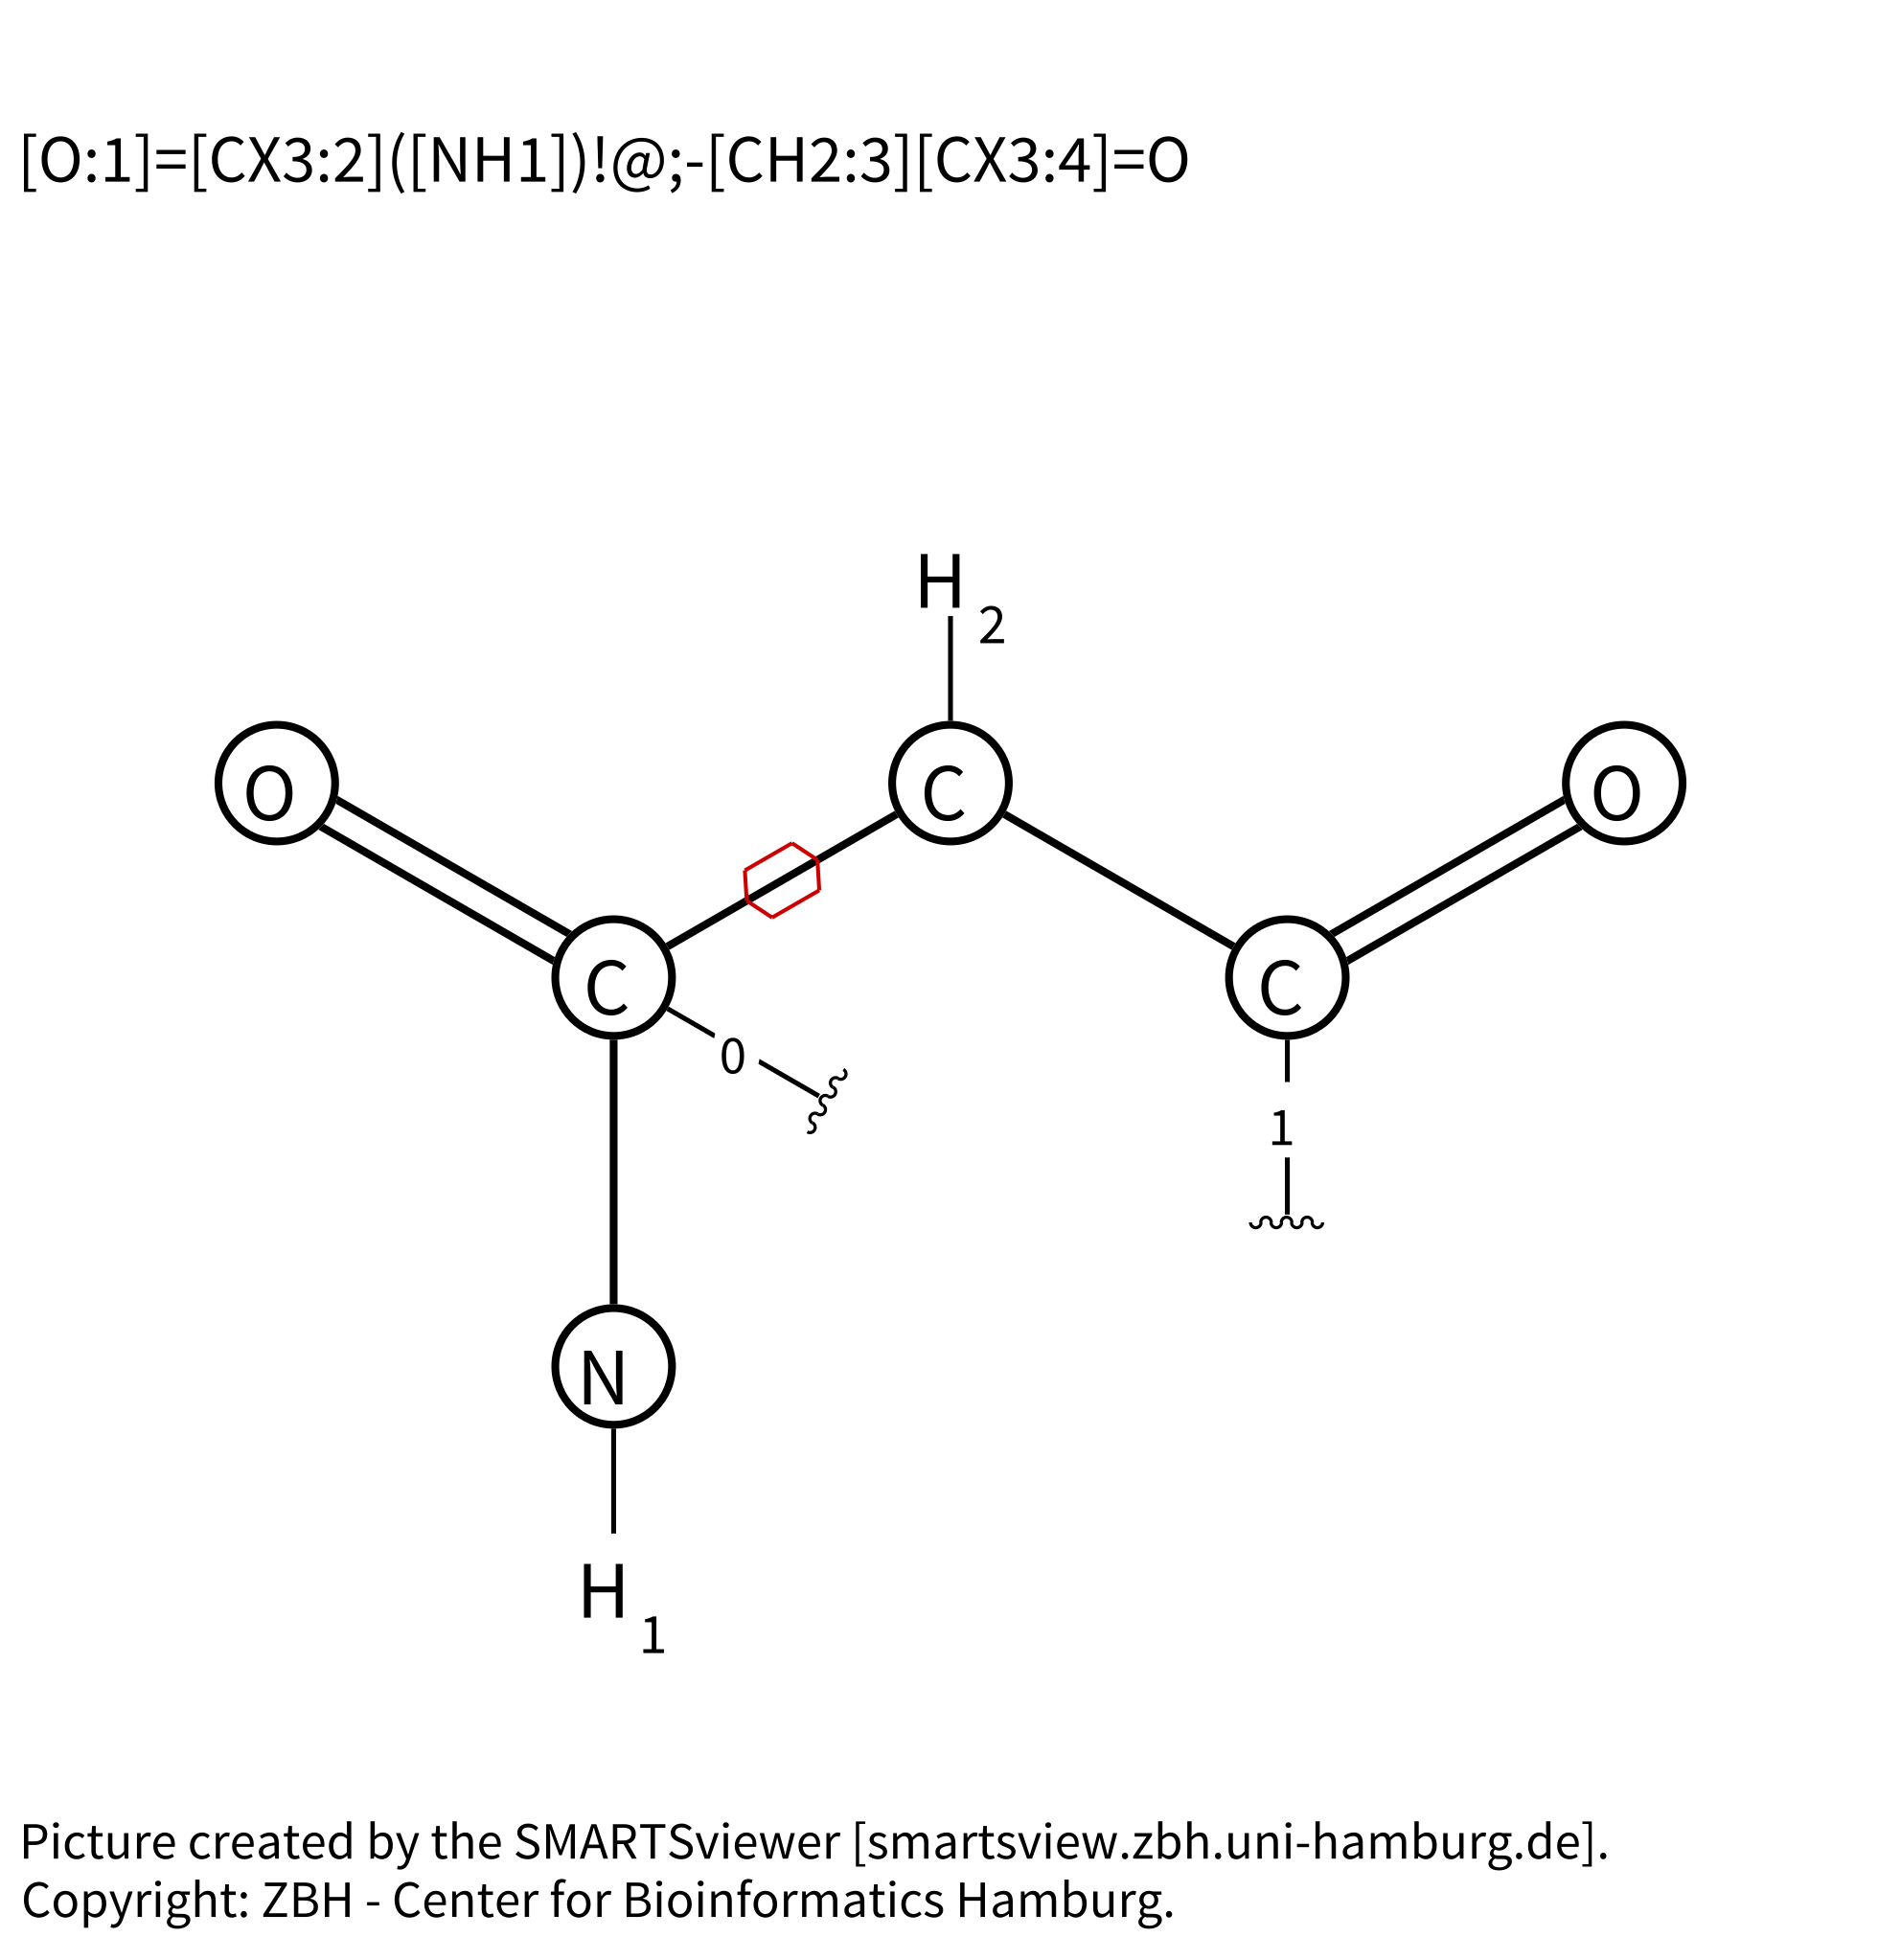 [O:1]=[CX3:2]([NH1])!@;-[CH2:3][CX3:4]=O
H
2
O
C
O
C
C
0
1
N
H
1
Picture created by the SMARTSviewer [smartsview.zbh.uni-hamburg.de].
Copyright: ZBH - Center for Bioinformatics Hamburg.